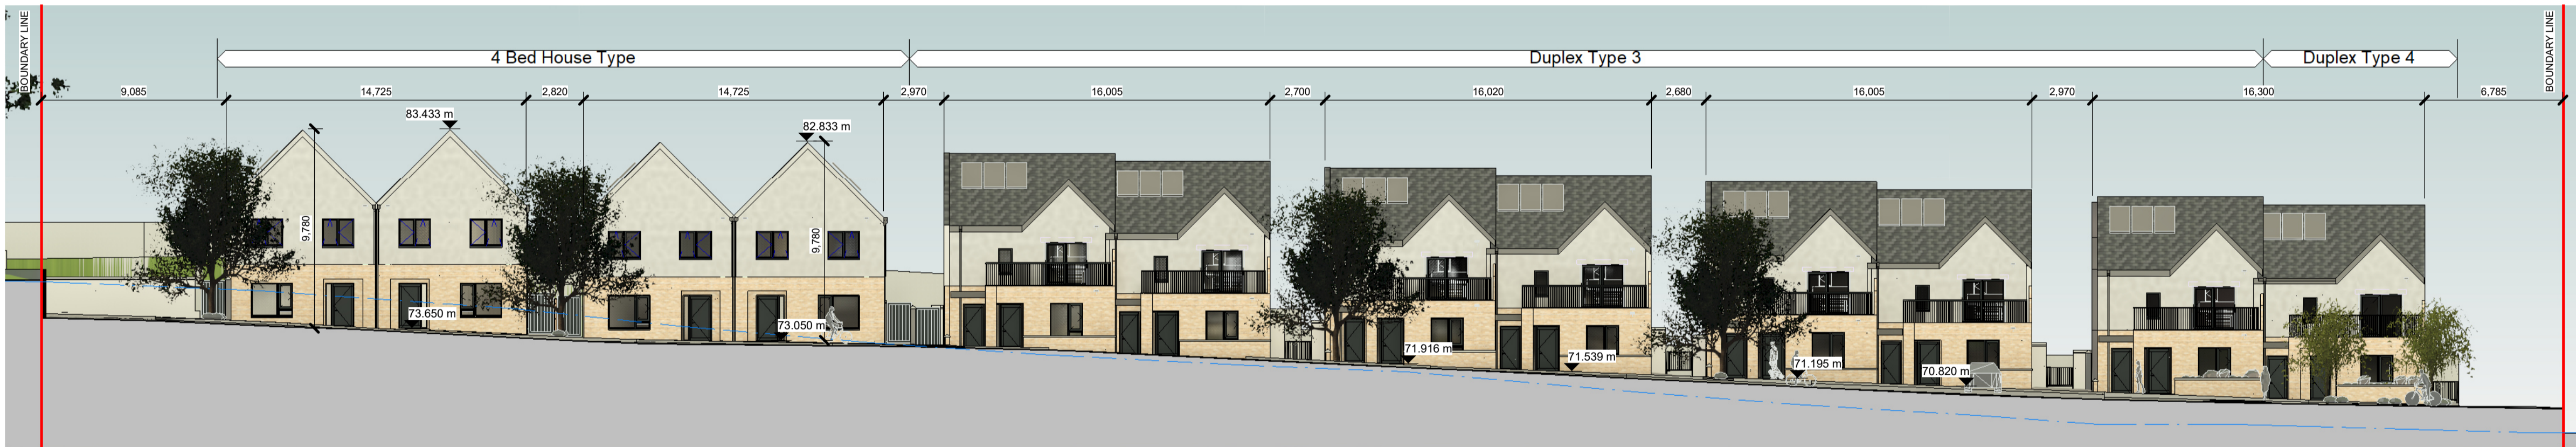 BOUNDARY LINE
BOUNDARY LINE
4 Bed House Type
Duplex Type 3
Duplex Type 4
9,085
14,725
2,820
14,725
2,970
16,005
2,700
16,020
2,680
16,005
2,970
16,300
6,785
83.433 m
82.833 m
9,780
9,780
73.650 m
73.050 m
71.916 m
71.539 m
71.195 m
70.820 m